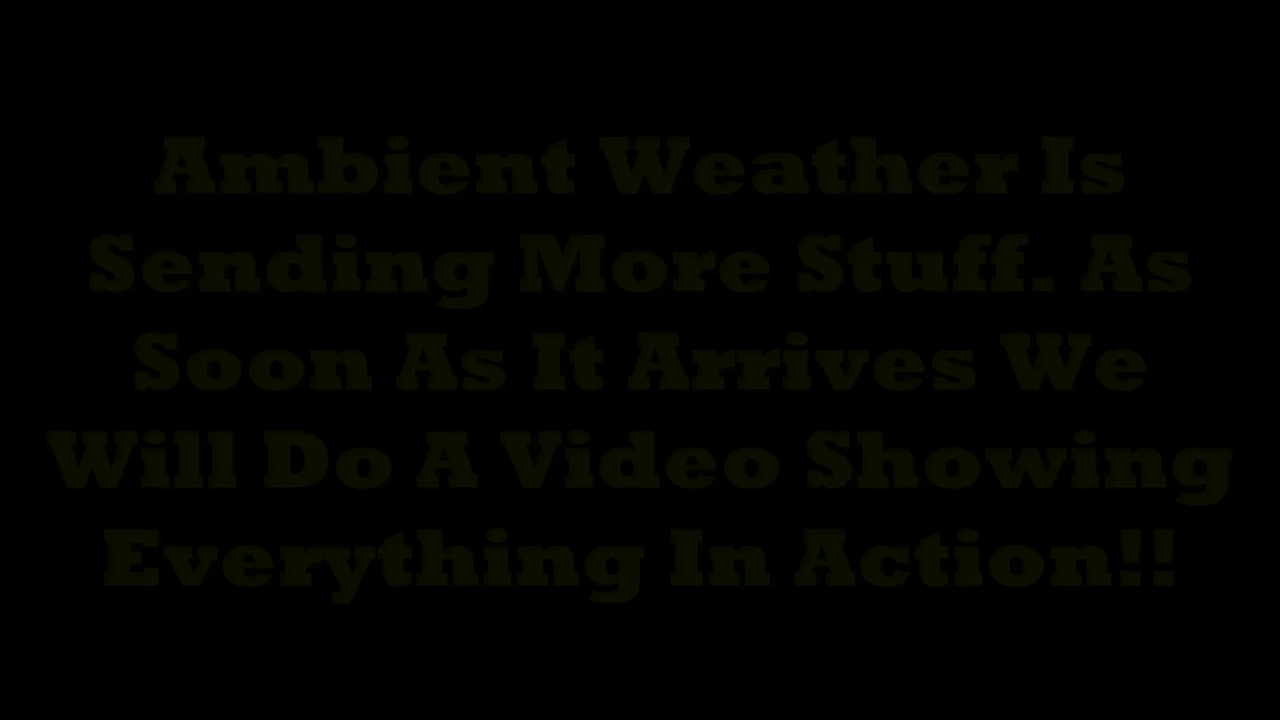 Ambient Weather Is
Sending More Stuff. As
Soon As It Arrives We
Will Do A Video Showing
Everything In Action!!